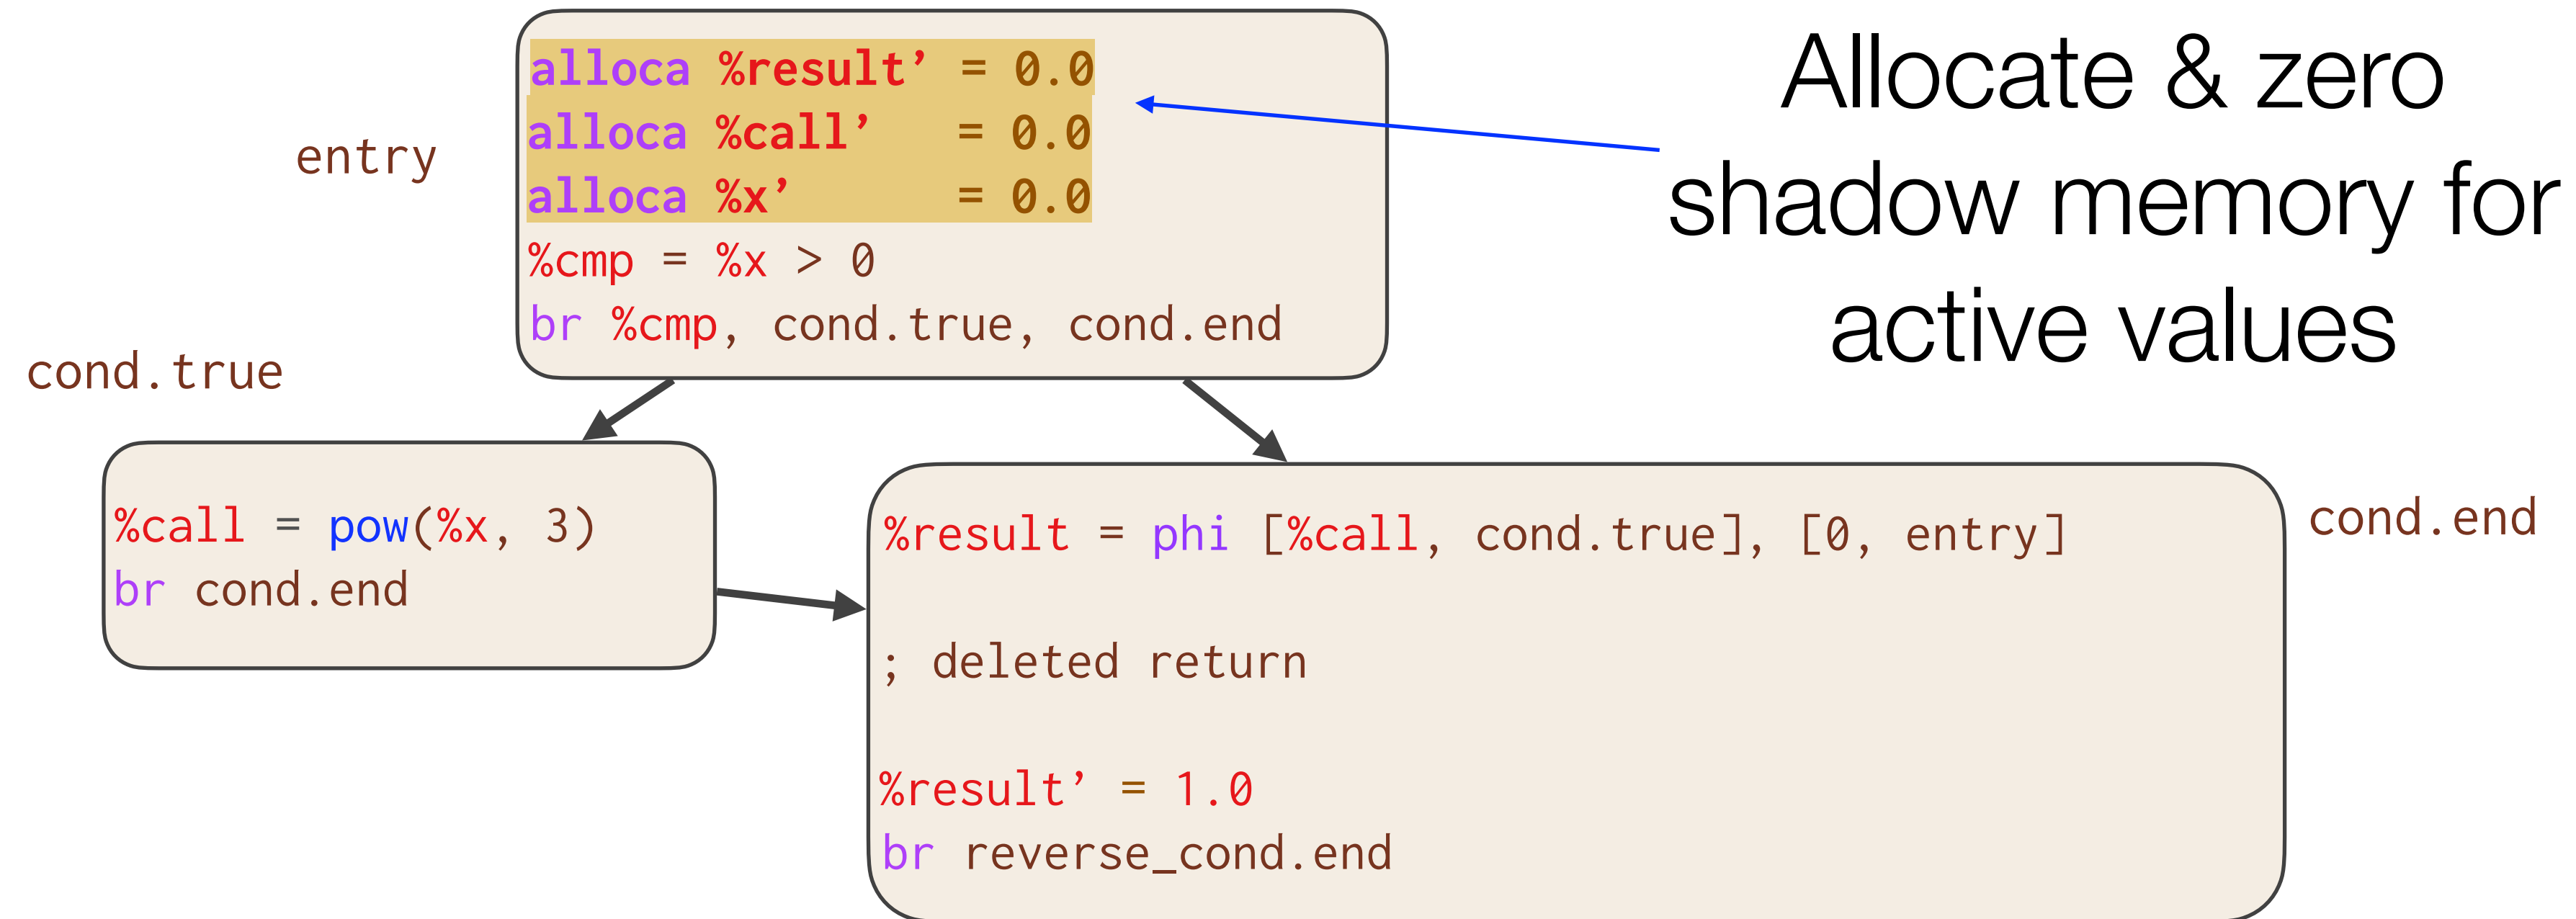 alloca %result’ = 0.0
alloca %call’ = 0.0
alloca %x’ = 0.0
%cmp = %x > 0
br %cmp, cond.true, cond.end
entry
Allocate & zero
shadow memory for
active values
cond.true
%call = pow(%x, 3)
br cond.end
%result = phi [%call, cond.true], [0, entry]
; deleted return
%result’ = 1.0
br reverse_cond.end
cond.end